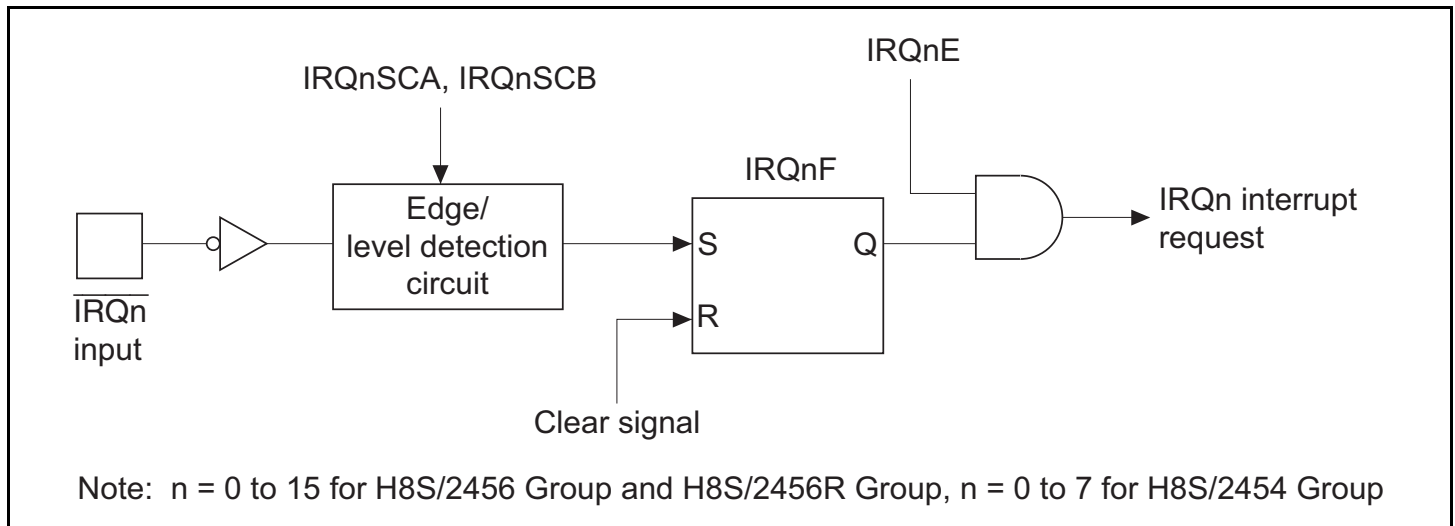 IRQnE
IRQnSCA, IRQnSCB
IRQnF
Edge/
level detection
circuit
IRQn interrupt
request
S
Q
R
IRQn
input
Clear signal
Note: n = 0 to 15 for H8S/2456 Group and H8S/2456R Group, n = 0 to 7 for H8S/2454 Group